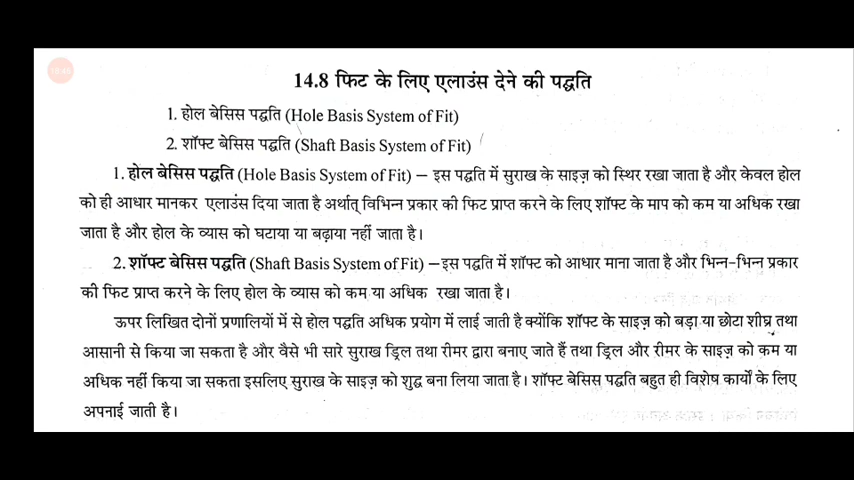 14.8 फिट के लिए एलाउंस देने की पद्धति
1. होल बेसिस पद्धति (Hole Basis System of Fit)
2. शॉफ्ट बेसिस पद्धति (Shaft Basis System of Fit)
1. होल बेसिस पद्धति (Hole Basis System of Fit) – इस पद्धति में सुराख के साइज़ को स्थिर रखा जाता है और केवल होल
को ही आधार मानकर एलाउंस दिया जाता है अर्थात् विभिन्न प्रकार की फिट प्राप्त करने के लिए शॉफ्ट के माप को कम या अधिक रखा
जाता है और होल के व्यास को घटाया या बढ़ाया नहीं जाता है।
2. शॉफ्ट बेसिस पद्धति (Shaft Basis System of Fit) –इस पद्धति में शॉफ्ट को आधार माना जाता है और भिन्न-भिन्न प्रकार
की फिट प्राप्त करने के लिए होल के व्यास को कम या अधिक रखा जाता है।
ऊपर लिखित दोनों प्रणालियों में से होल पद्धति अधिक प्रयोग में लाई जाती है क्योंकि शॉफ्ट के साइज़ को बड़ा या छोटा शीघ्र तथा
आसानी से किया जा सकता है और वैसे भी सारे सुराख ड्रिल तथा रीमर द्वारा बनाए जाते हैं तथा ड्रिल और रीमर के साइज़ को कम या
अधिक नहीं किया जा सकता इसलिए सुराख के साइज़ को शुद्ध बना लिया जाता है। शॉफ्ट बेसिस पद्धति बहुत ही विशेष कार्यों के लिए
अपनाई जाती है।